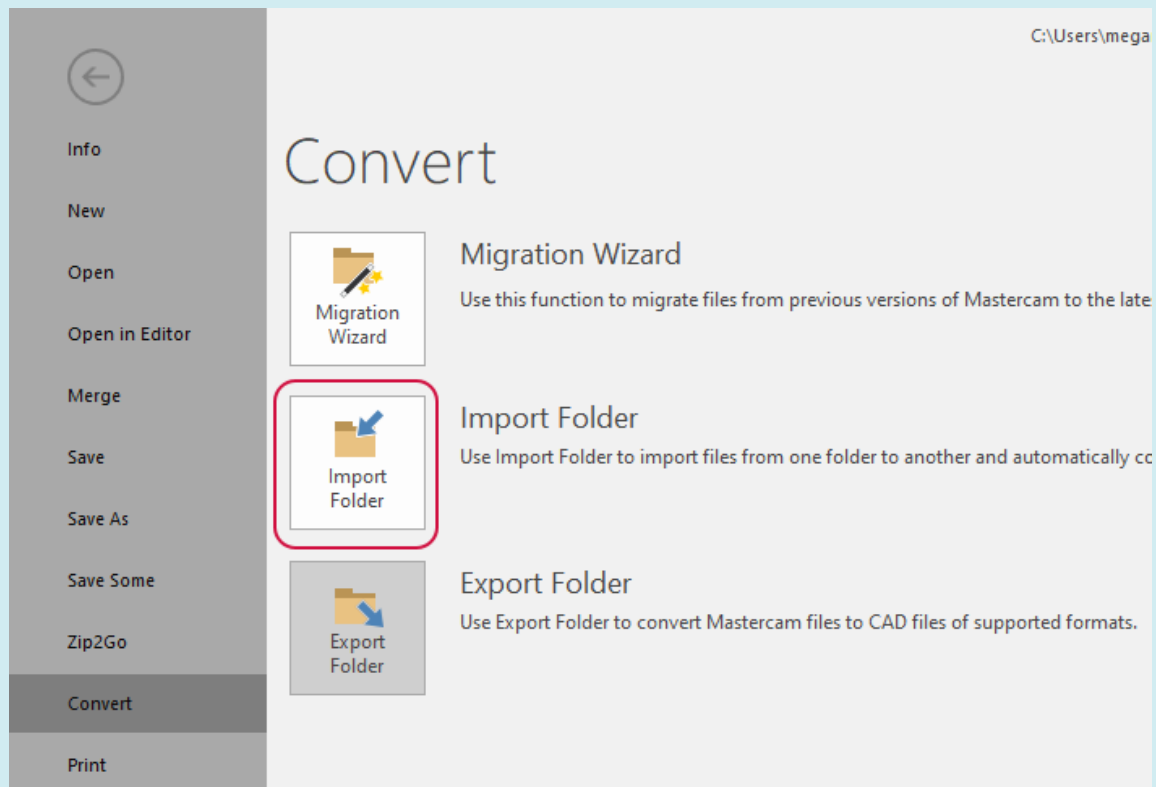 C:\Users\mega
Info
New
Open
Open in Editor
Merge
Save
Save As
Save Some
Zip2Go
Convert
Print
Convert
Migration
Wizard
Migration Wizard
Use this function to migrate files from previous versions of Mastercam to the late
Import
Folder
Import Folder
Use Import Folder to import files from one folder to another and automatically
Export
Folder
Export Folder
Use Export Folder to convert Mastercam files to CAD files of supported formats.